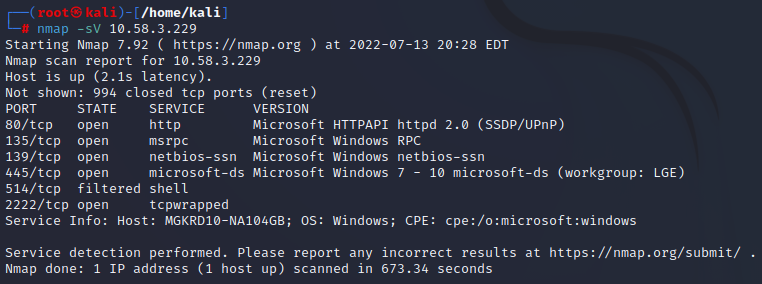 ┌──(root㉿kali)-[/home/kali]
└─# nmap -sV 10.58.3.229
Starting Nmap 7.92 ( https://nmap.org ) at 2022-07-13 20:28 EDT
Nmap scan report for 10.58.3.229
Host is up (2.1s latency).
Not shown: 994 closed tcp ports (reset)
PORT     STATE    SERVICE      VERSION
80/tcp   open     http         Microsoft HTTPAPI httpd 2.0 (SSDP/UPnP)
135/tcp  open     msrpc        Microsoft Windows RPC
139/tcp  open     netbios-ssn  Microsoft Windows netbios-ssn
445/tcp  open     microsoft-ds Microsoft Windows 7 - 10 microsoft-ds (workgroup: LGE)
514/tcp  filtered shell
2222/tcp open     tcpwrapped
Service Info: Host: MGKRD10-NA104GB; OS: Windows; CPE: cpe:/o:microsoft:windows

Service detection performed. Please report any incorrect results at https://nmap.org/submit/ .
Nmap done: 1 IP address (1 host up) scanned in 673.34 seconds